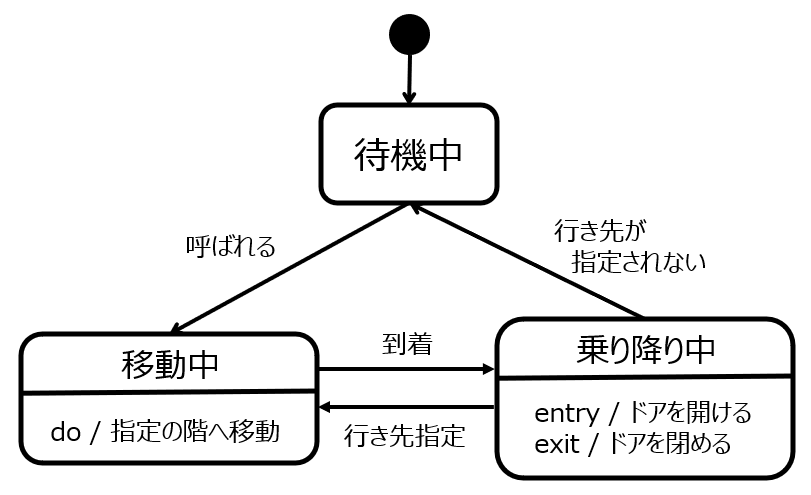 待機中
呼ばれる
行き先が
指定されない
移動中
do / 指定の階へ移動
到着
行き先指定
乗り降り中
entry / ドアを開ける
exit / ドアを閉める